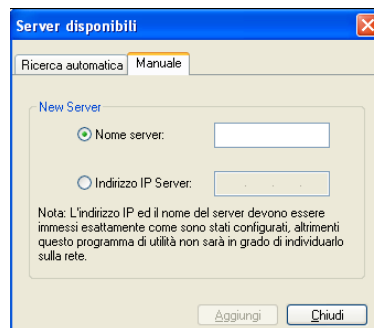 Server disponibili
Ricerca automatica Manuale
New Server
Nome server:
Indirizzo IP Server:
Nota: L'indirizzo IP ed il nome del server devono essere
immessi esattamente come sono stati configurati, altrimenti
questo programma di utilità non sarà in grado di individuarlo
sulla rete.
Aggiungi Chiudi